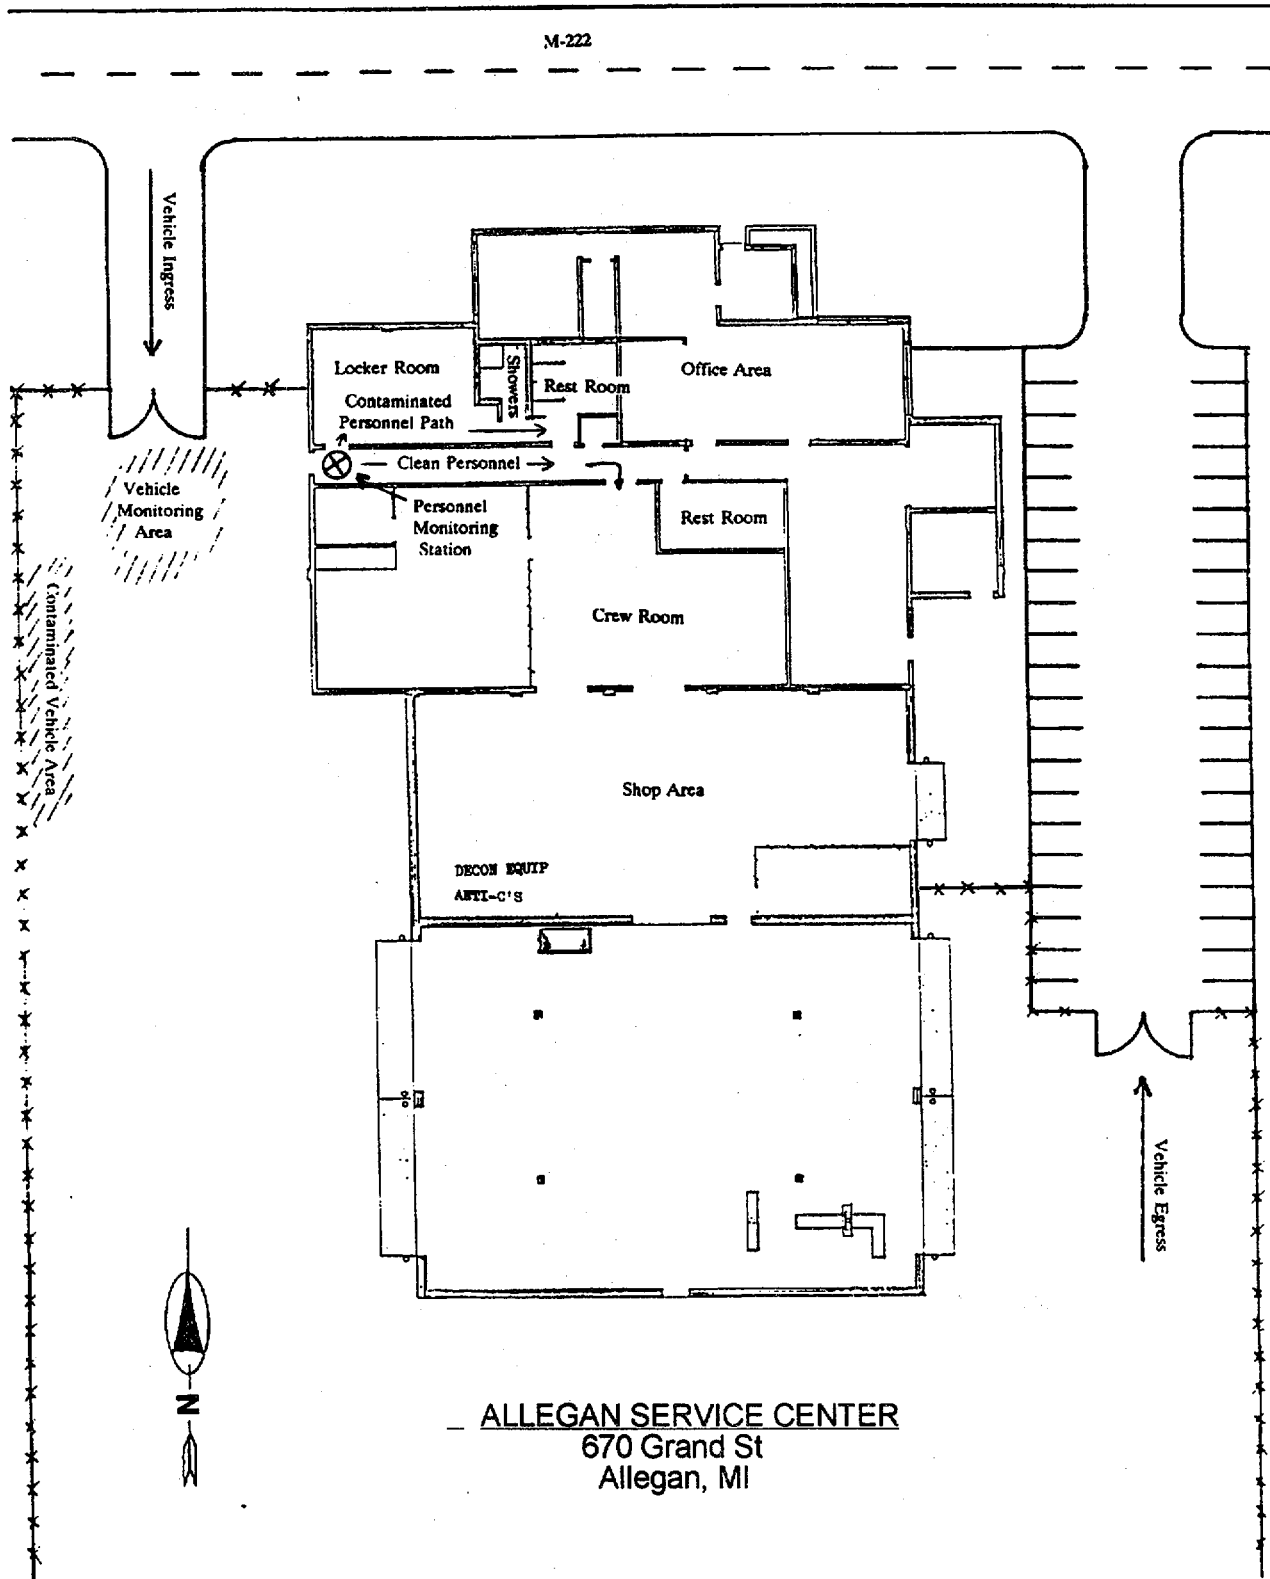 M-222
Vehicle Ingress
Locker Room
Showers
Rest Room
Office Area
Contaminated
Personnel Path
Clean Personnel
Vehicle
Monitoring
Area
Personnel
Monitoring
Station
Rest Room
Contaminated Vehicle Area
Crew Room
Shop Area
DECON EQUIP
ANTI-C'S
Vehicle Egress
N
ALLEGAN SERVICE CENTER
670 Grand St
Allegan, MI